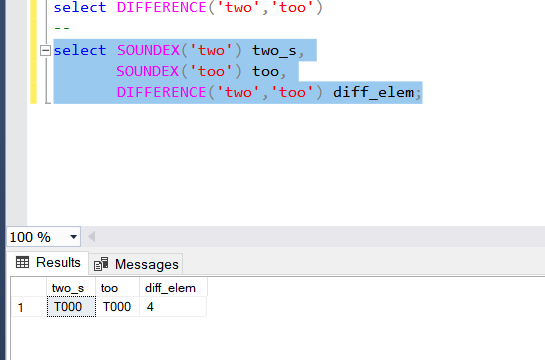 select DIFFERENCE('two','too')
--
select SOUNDEX('two') two_s,
SOUNDEX('too') too,
DIFFERENCE('two','too') diff_elem;
100 %
Results Messages
two_s too diff_elem
1 T000 T000 4